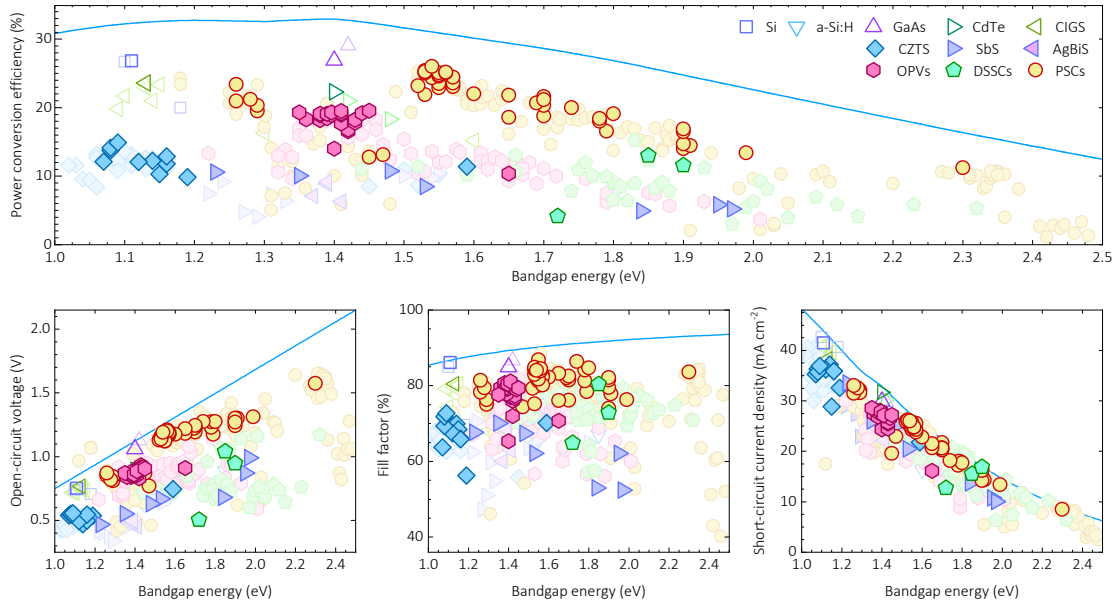 Power conversion efficiency (%)
30
20
10
0
Si
a-Si:H
GaAs
CdTe
CIGS
CZTS
SbS
AgBiS
OPVs
DSSCs
PSCs
1.0 1.1 1.2 1.3 1.4 1.5 1.6 1.7 1.8 1.9 2.0 2.1 2.2 2.3 2.4 2.5
Bandgap energy (eV)
Open-circuit voltage (V)
2.0
1.5
1.0
0.5
1.0 1.2 1.4 1.6 1.8 2.0 2.2 2.4
Bandgap energy (eV)
Fill factor (%)
100
80
60
40
1.0 1.2 1.4 1.6 1.8 2.0 2.2 2.4
Bandgap energy (eV)
Short-circuit current density (mA cm⁻²)
40
30
20
10
0
1.0 1.2 1.4 1.6 1.8 2.0 2.2 2.4
Bandgap energy (eV)